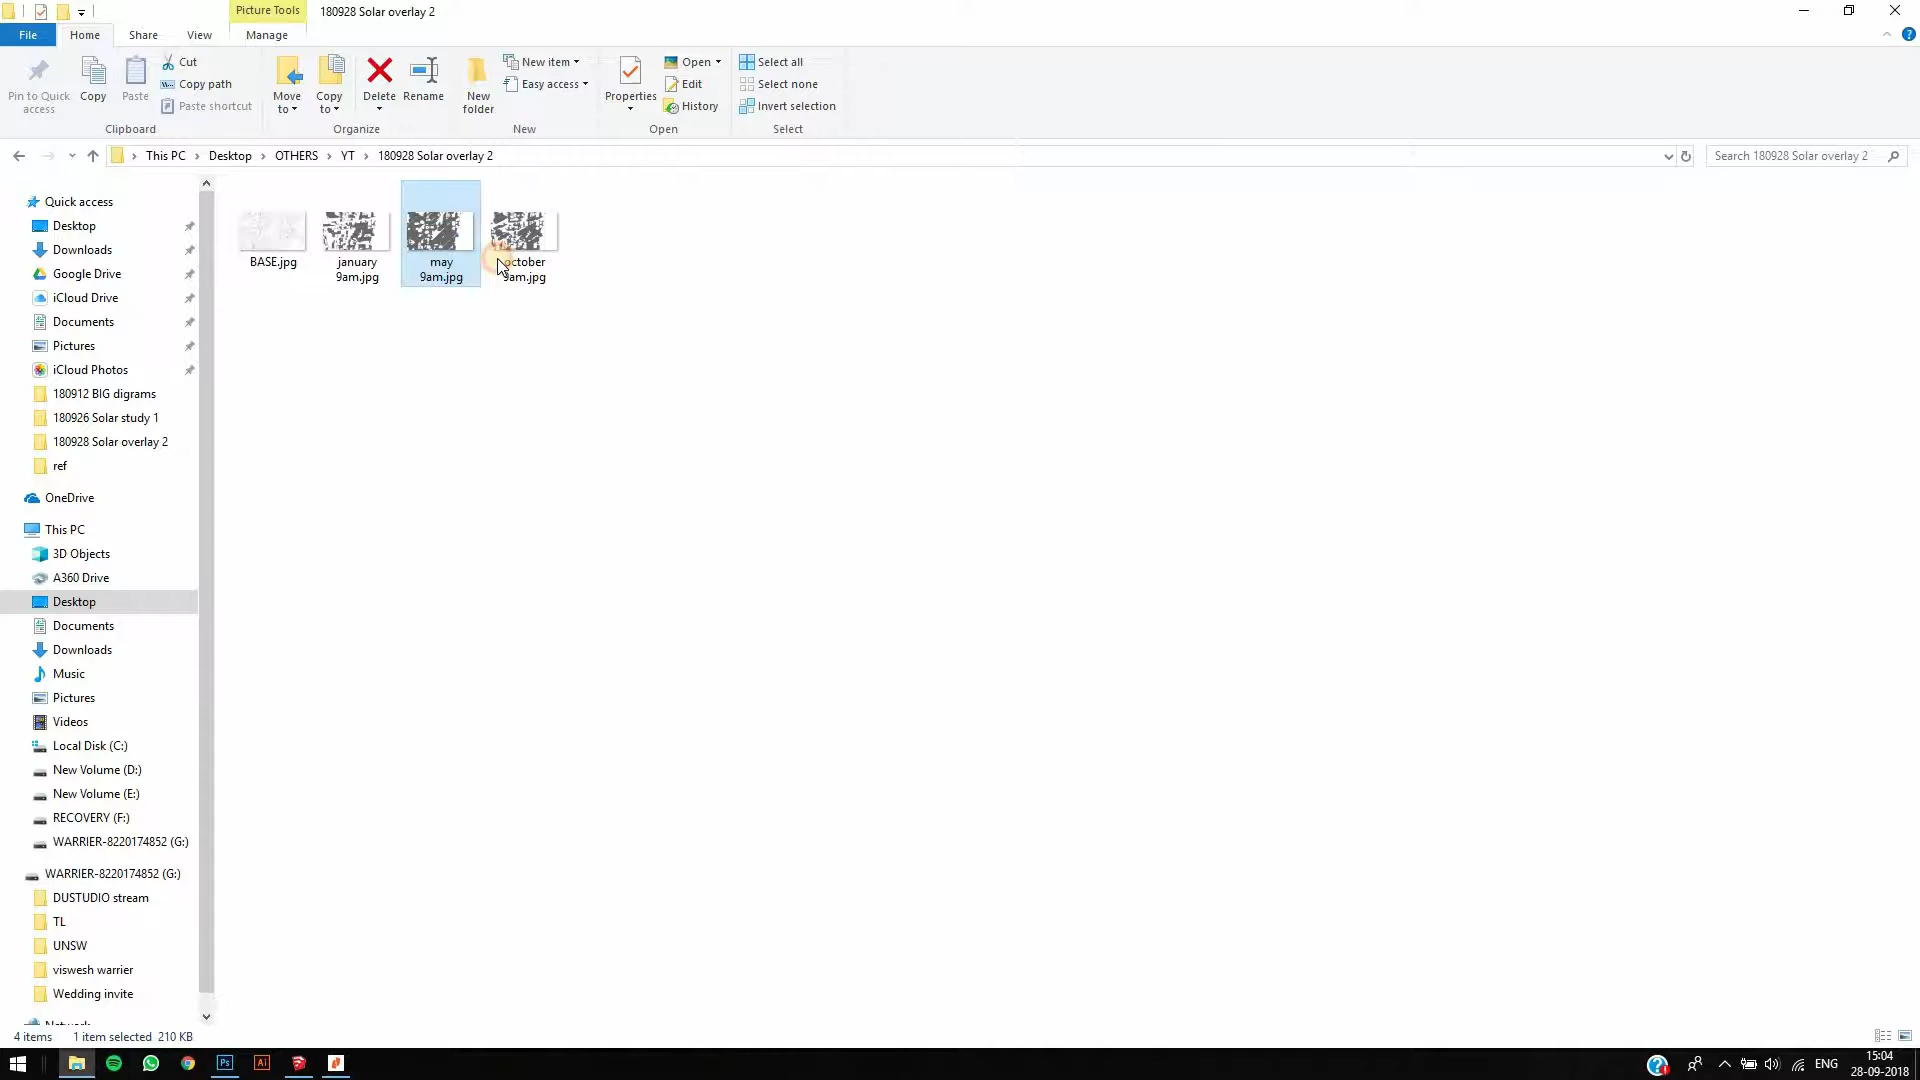 Picture Tools
180928 Solar overlay 2
File
Home
Share
View
Manage
Pin to Quick
access
Copy
Paste
Cut
Copy path
Paste shortcut
Clipboard
Move
to
Copy
to
Delete
Rename
Organize
New
folder
New item
Easy access
New
Properties
Open
Edit
History
Open
Select all
Select none
Invert selection
Select
This PC
Desktop
OTHERS
YT
180928 Solar overlay 2
Search 180928 Solar overlay 2
Quick access
Desktop
Downloads
Google Drive
iCloud Drive
Documents
Pictures
iCloud Photos
180912 BIG digrams
180926 Solar study 1
180928 Solar overlay 2
ref
OneDrive
This PC
3D Objects
A360 Drive
Desktop
Documents
Downloads
Music
Pictures
Videos
Local Disk (C:)
New Volume (D:)
New Volume (E:)
RECOVERY (F:)
WARRIER-8220174852 (G:)
WARRIER-8220174852 (G:)
DUSTUDIO stream
TL
UNSW
viswesh warrier
Wedding invite
BASE.jpg
january
9am.jpg
may
9am.jpg
october
9am.jpg
4 items
1 item selected 210 KB
Ps
Ai
ENG
15:04
28-09-2018